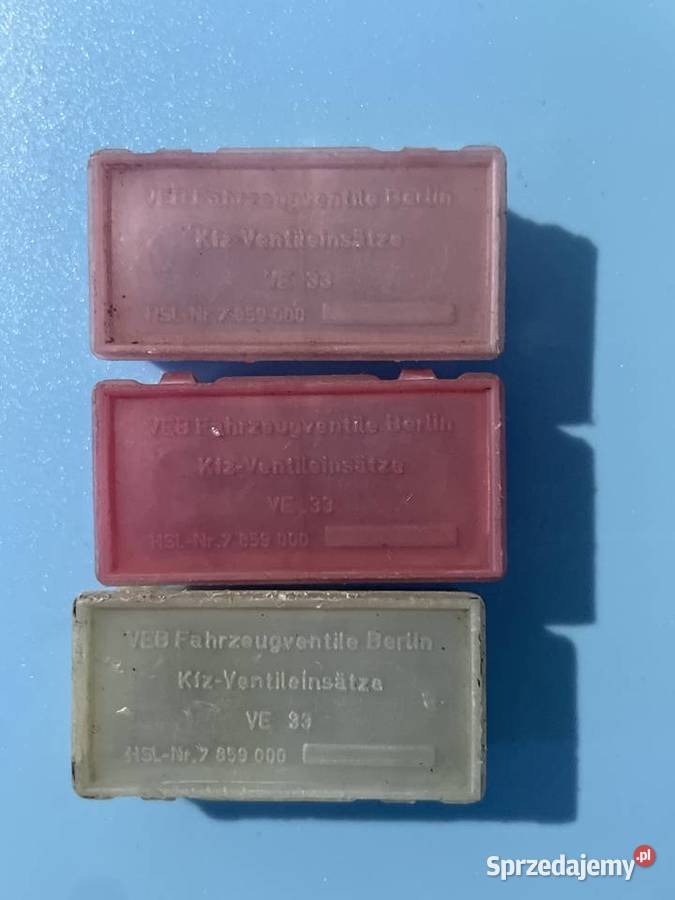 VEB Fahrzeugventile Berlin
Kfz-Ventileinsätze
VE 33
HSL-Nr. 7 859 000
VEB Fahrzeugventile Berlin
Kfz-Ventileinsätze
VE 33
HSL-Nr. 7 859 000
VEB Fahrzeugventile Berlin
Kfz-Ventileinsätze
VE 33
HSL-Nr. 7 859 000
Sprzedajemy.pl